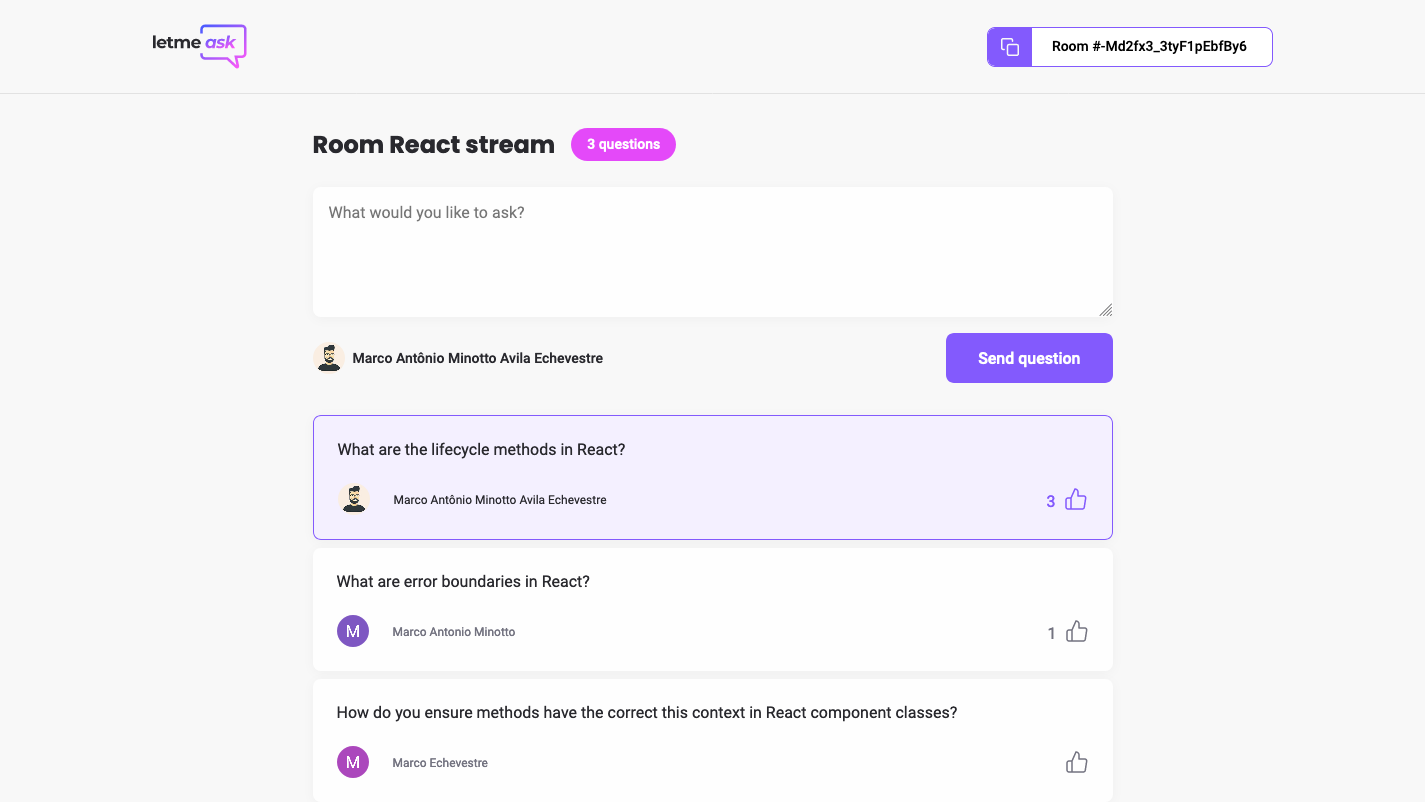 letme ask
Room #-Md2fx3_3tyF1pEbfBy6
Room React stream
3 questions
What would you like to ask?
Marco Antônio Minotto Avila Echevestre
Send question
What are the lifecycle methods in React?
Marco Antônio Minotto Avila Echevestre
3
What are error boundaries in React?
M
Marco Antonio Minotto
1
How do you ensure methods have the correct this context in React component classes?
M
Marco Echevestre